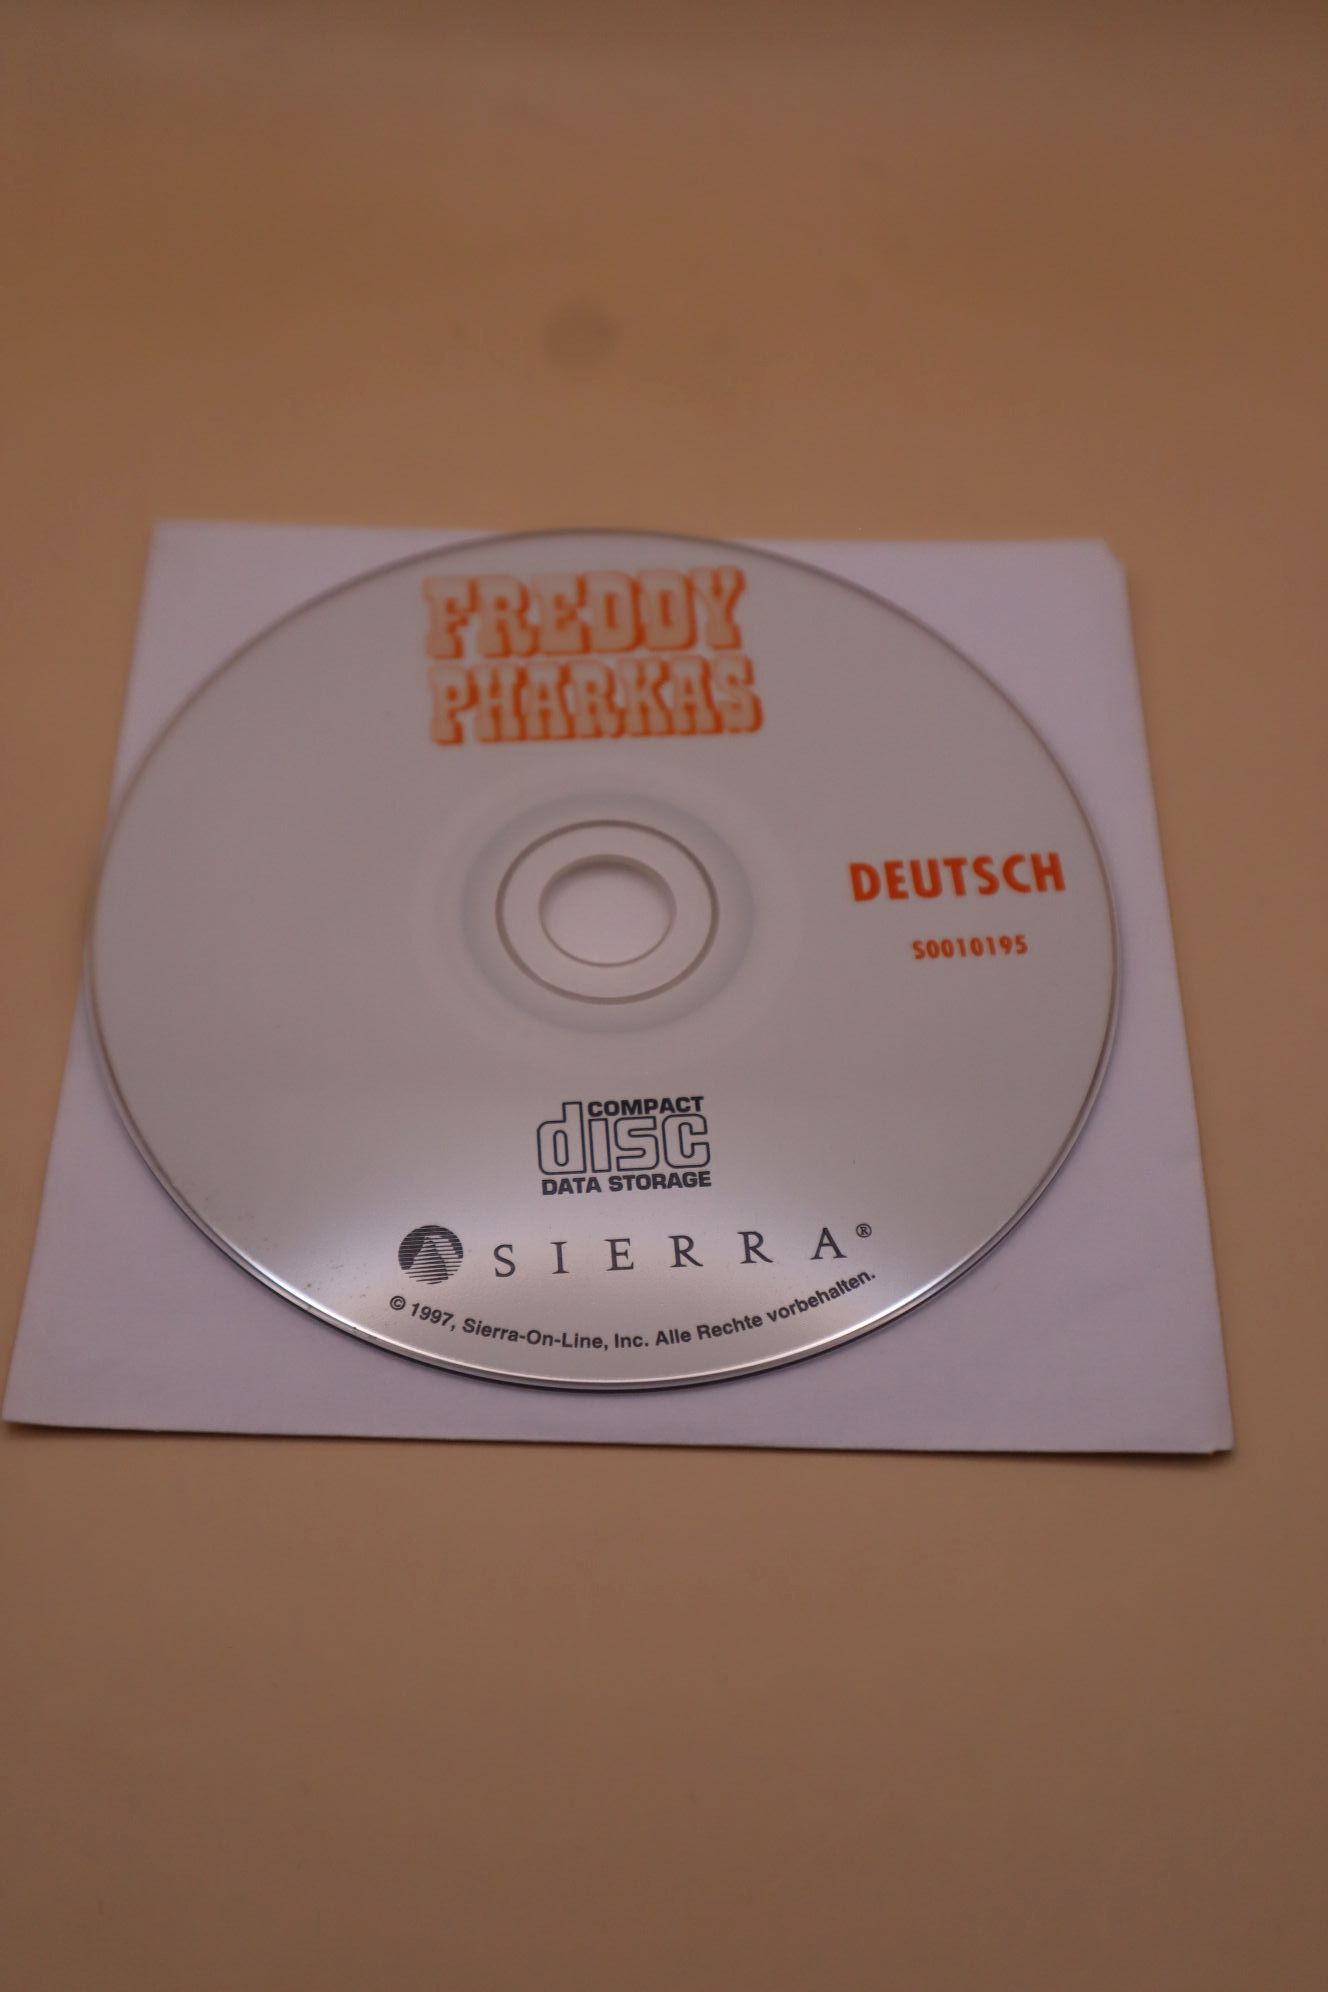 FREDDY
PHARKAS
DEUTSCH
S0010195
COMPACT
disc
DATA STORAGE
SIERRA®
© 1997, Sierra-On-Line, Inc. Alle Rechte vorbehalten.